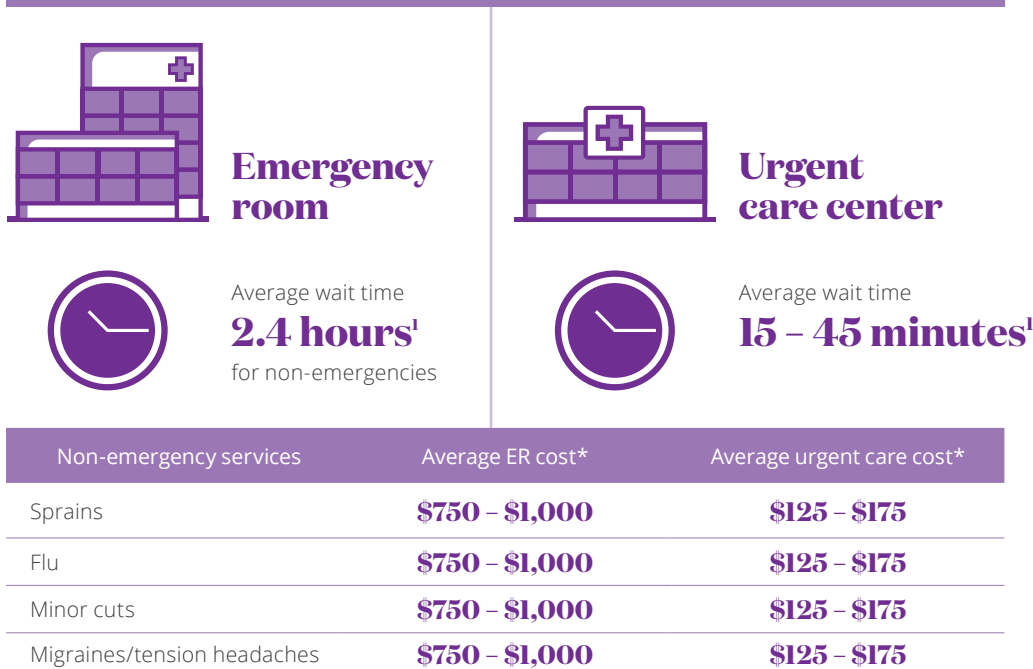 Emergency
room
Average wait time
2.4 hours¹
for non-emergencies
Urgent
care center
Average wait time
15 – 45 minutes¹
Non-emergency services Average ER cost* Average urgent care cost*
Sprains $750 – $1,000 $125 – $175
Flu $750 – $1,000 $125 – $175
Minor cuts $750 – $1,000 $125 – $175
Migraines/tension headaches $750 – $1,000 $125 – $175